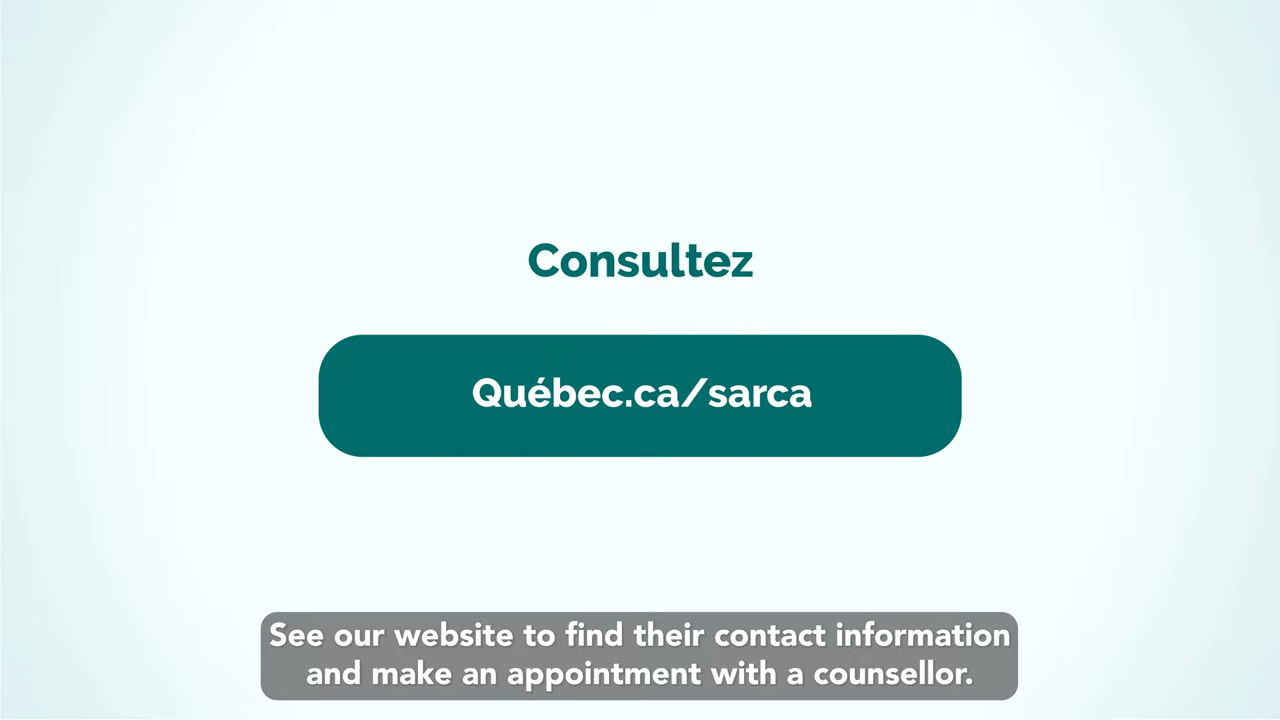 Consultez
Québec.ca/sarca
See our website to find their contact information
and make an appointment with a counsellor.